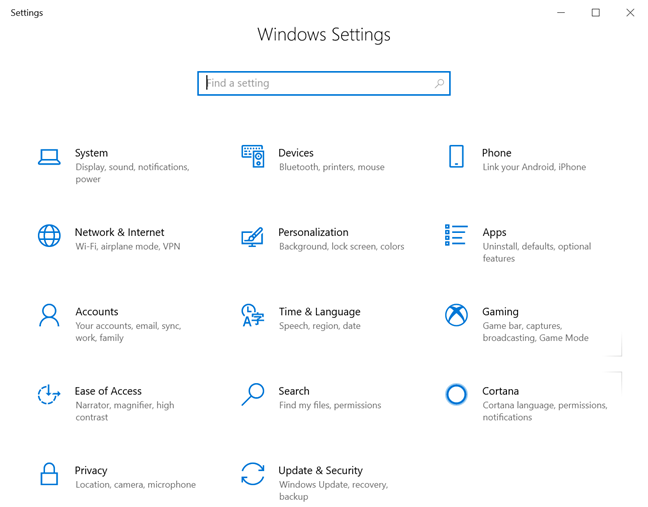 Settings
Windows Settings
Find a setting
System
Display, sound, notifications,
power
Devices
Bluetooth, printers, mouse
Phone
Link your Android, iPhone
Network & Internet
Wi-Fi, airplane mode, VPN
Personalization
Background, lock screen, colors
Apps
Uninstall, defaults, optional
features
Accounts
Your accounts, email, sync,
work, family
Time & Language
Speech, region, date
Gaming
Game bar, captures,
broadcasting, Game Mode
Ease of Access
Narrator, magnifier, high
contrast
Search
Find my files, permissions
Cortana
Cortana language, permissions,
notifications
Privacy
Location, camera, microphone
Update & Security
Windows Update, recovery,
backup